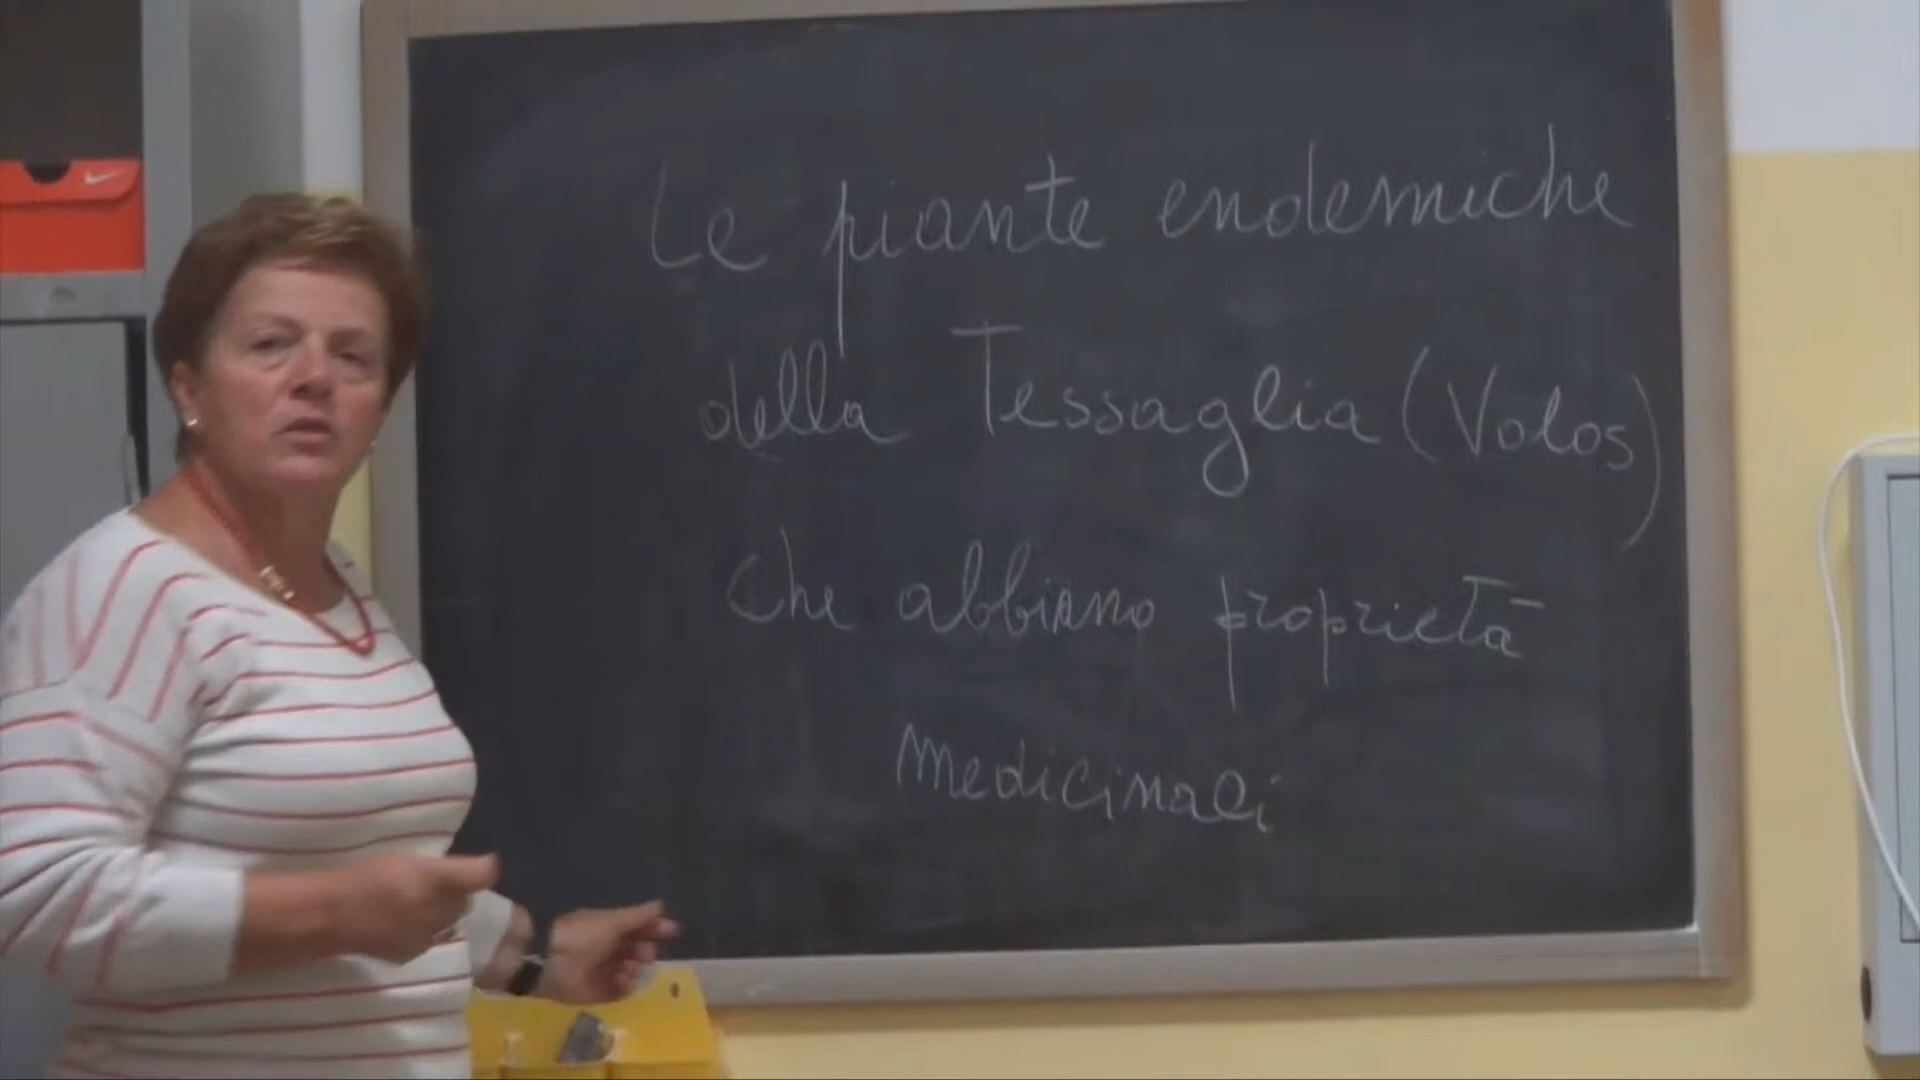 Le piante endemiche
della Tessaglia (Volos)
che abbiano proprietà
medicinali